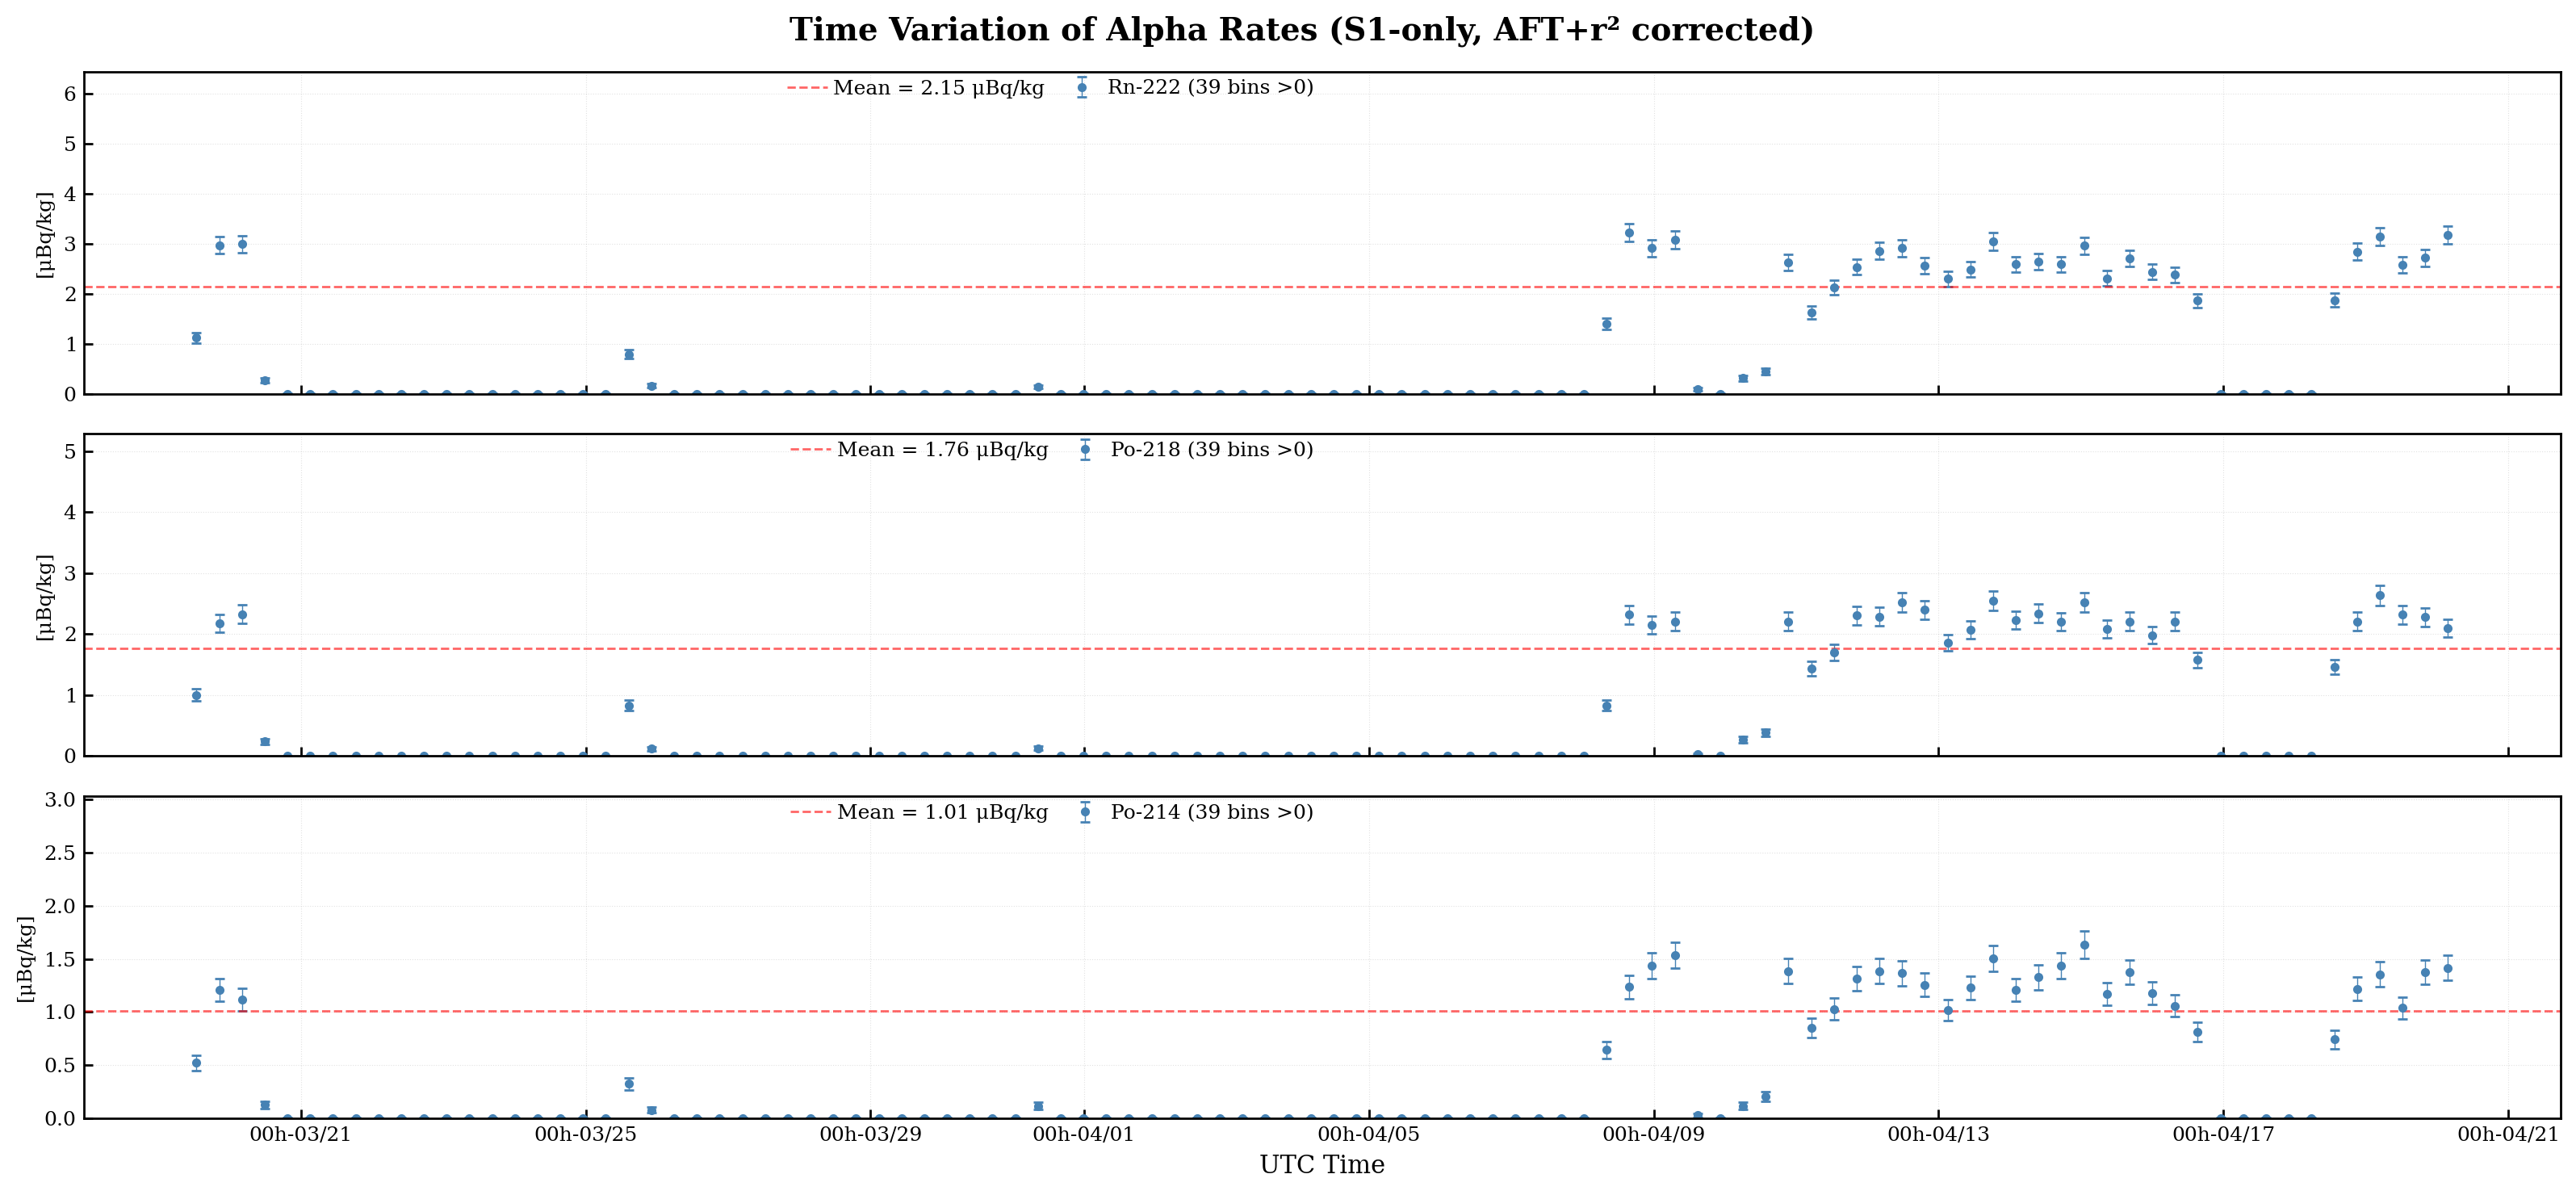 Time Variation of Alpha Rates (S1-only, AFT+r² corrected)
Mean = 2.15 μBq/kg Rn-222 (39 bins >0)
6
5
4
3
2
1
0
[μBq/kg]
Mean = 1.76 μBq/kg Po-218 (39 bins >0)
5
4
3
2
1
0
[μBq/kg]
Mean = 1.01 μBq/kg Po-214 (39 bins >0)
3.0
2.5
2.0
1.5
1.0
0.5
0.0
[μBq/kg]
00h-03/21 00h-03/25 00h-03/29 00h-04/01 00h-04/05 00h-04/09 00h-04/13 00h-04/17 00h-04/21
UTC Time